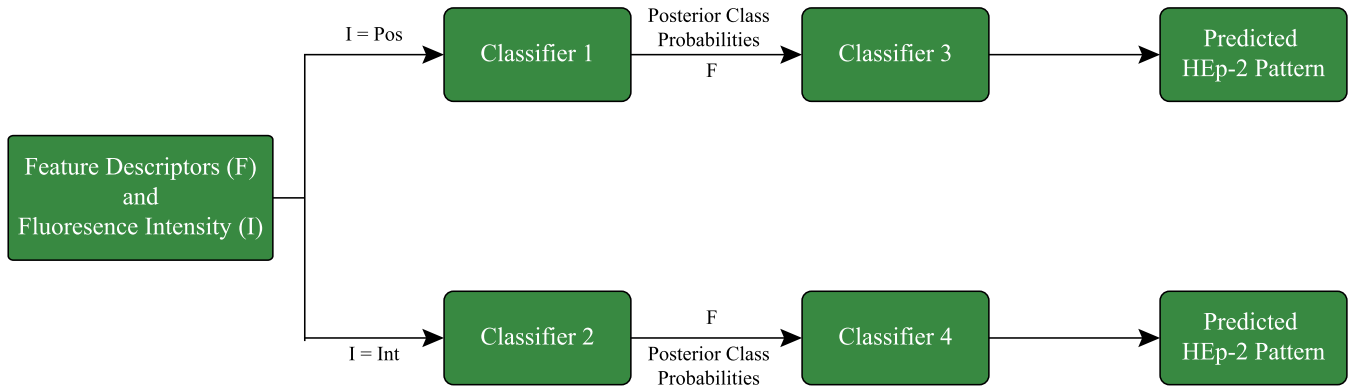 I = Pos
Classifier 1
Posterior Class
Probabilities
F
Classifier 3
Predicted
HEp-2 Pattern
Feature Descriptors (F)
and
Fluoresence Intensity (I)
I = Int
Classifier 2
F
Posterior Class
Probabilities
Classifier 4
Predicted
HEp-2 Pattern